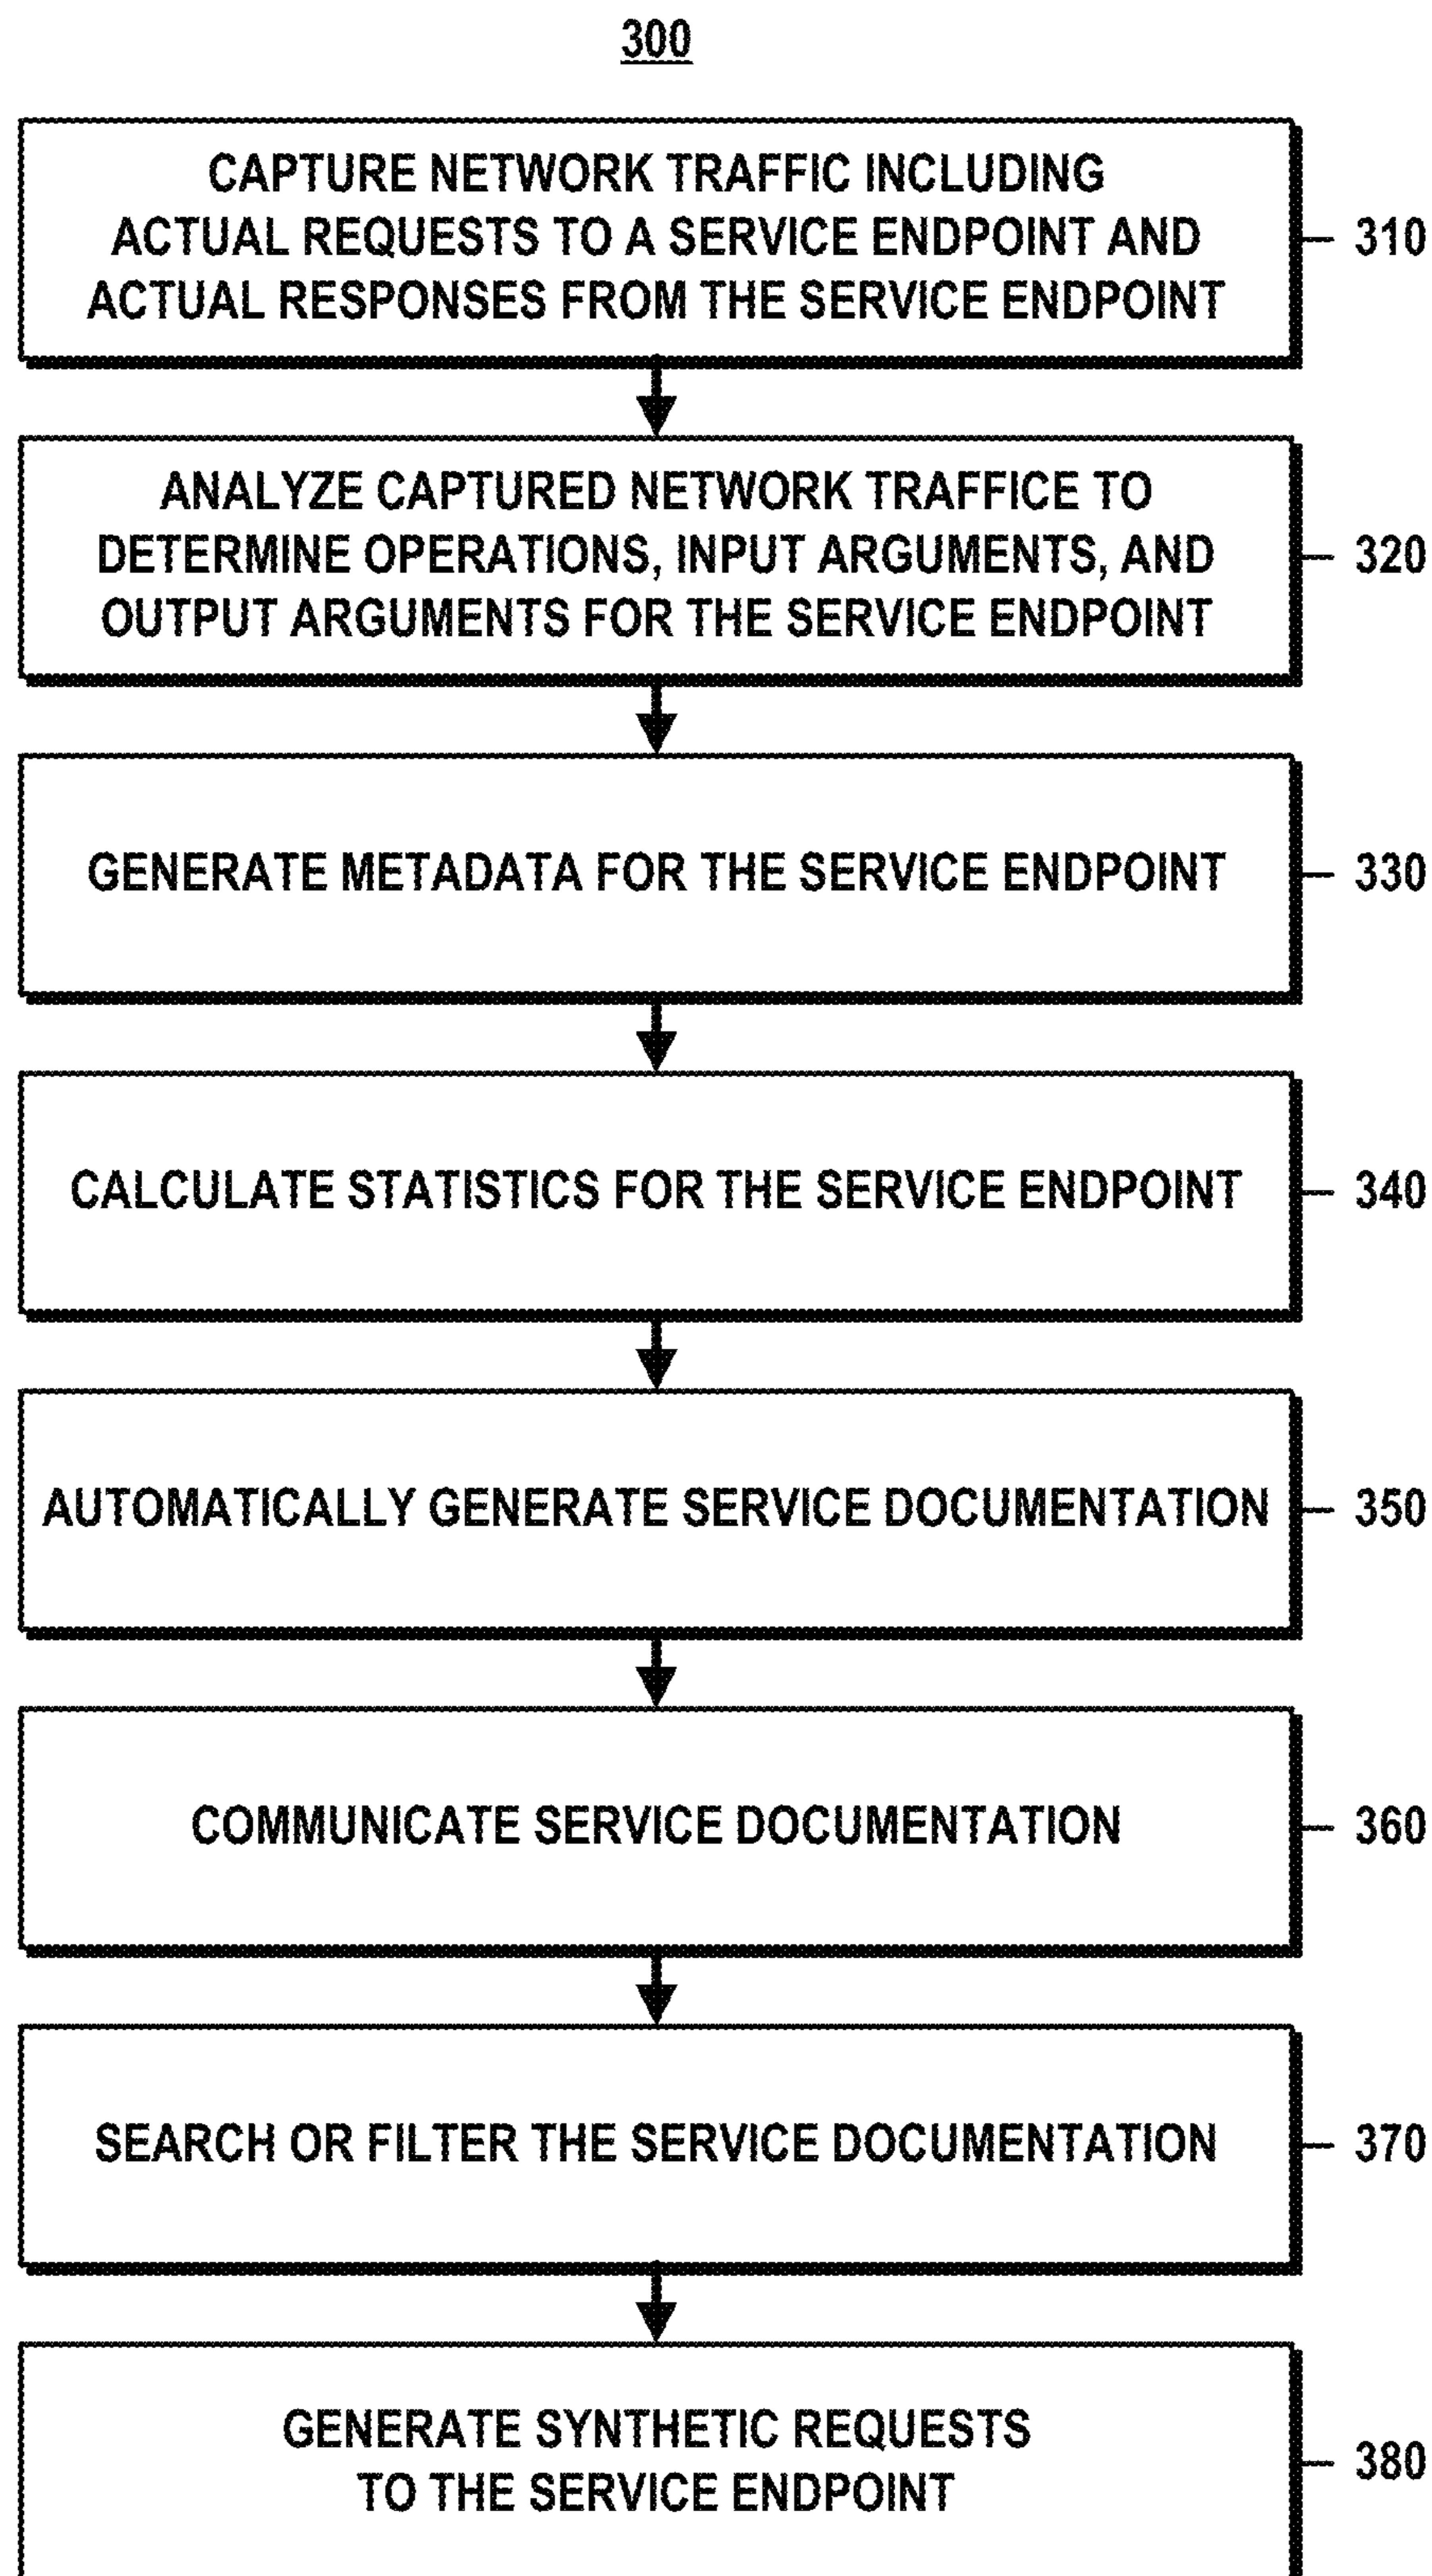 300
CAPTURE NETWORK TRAFFIC INCLUDING
ACTUAL REQUESTS TO A SERVICE ENDPOINT AND
ACTUAL RESPONSES FROM THE SERVICE ENDPOINT
310
ANALYZE CAPTURED NETWORK TRAFFICE TO
DETERMINE OPERATIONS, INPUT ARGUMENTS, AND
OUTPUT ARGUMENTS FOR THE SERVICE ENDPOINT
320
GENERATE METADATA FOR THE SERVICE ENDPOINT
330
CALCULATE STATISTICS FOR THE SERVICE ENDPOINT
340
AUTOMATICALLY GENERATE SERVICE DOCUMENTATION
350
COMMUNICATE SERVICE DOCUMENTATION
360
SEARCH OR FILTER THE SERVICE DOCUMENTATION
370
GENERATE SYNTHETIC REQUESTS
TO THE SERVICE ENDPOINT
380